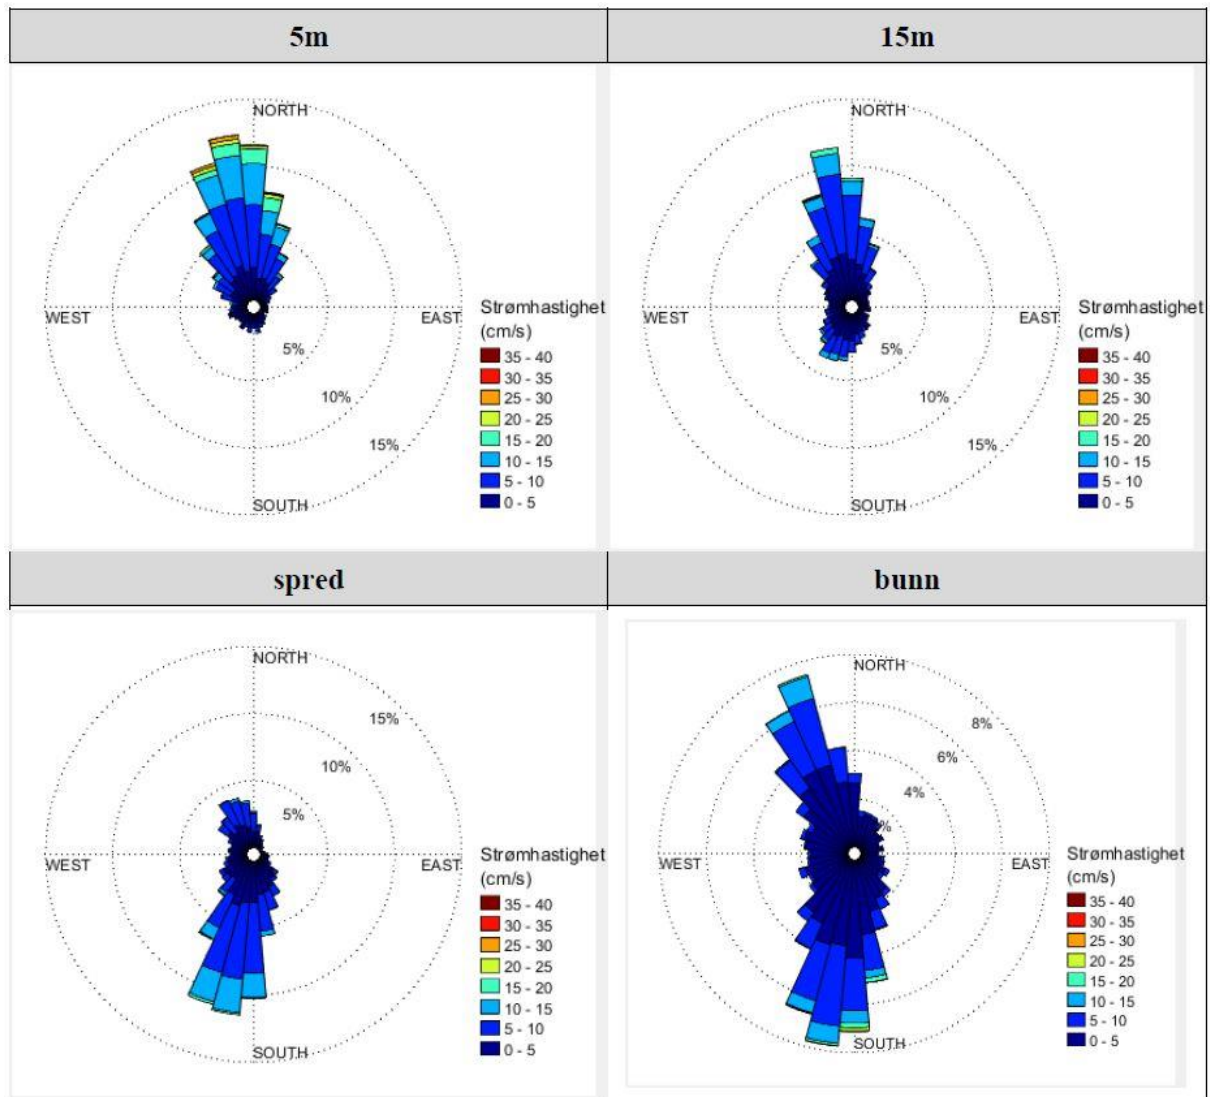 5m
15m
NORTH
WEST
EAST
SOUTH
5%
10%
15%
Strømhastighet
(cm/s)
35 - 40
30 - 35
25 - 30
20 - 25
15 - 20
10 - 15
5 - 10
0 - 5
NORTH
WEST
EAST
SOUTH
5%
10%
15%
Strømhastighet
(cm/s)
35 - 40
30 - 35
25 - 30
20 - 25
15 - 20
10 - 15
5 - 10
0 - 5
spred
bunn
NORTH
15%
10%
5%
WEST
EAST
SOUTH
Strømhastighet
(cm/s)
35 - 40
30 - 35
25 - 30
20 - 25
15 - 20
10 - 15
5 - 10
0 - 5
NORTH
8%
6%
4%
%
WEST
EAST
SOUTH
Strømhastighet
(cm/s)
35 - 40
30 - 35
25 - 30
20 - 25
15 - 20
10 - 15
5 - 10
0 - 5